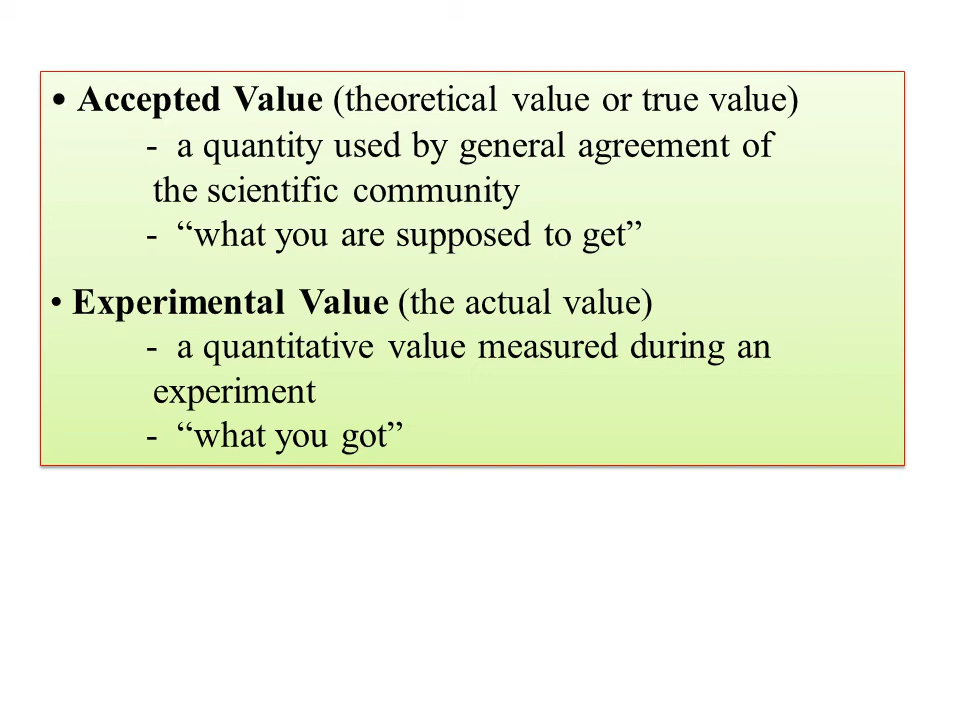 • Accepted Value (theoretical value or true value)
- a quantity used by general agreement of
the scientific community
- “what you are supposed to get”
• Experimental Value (the actual value)
- a quantitative value measured during an
experiment
- “what you got”